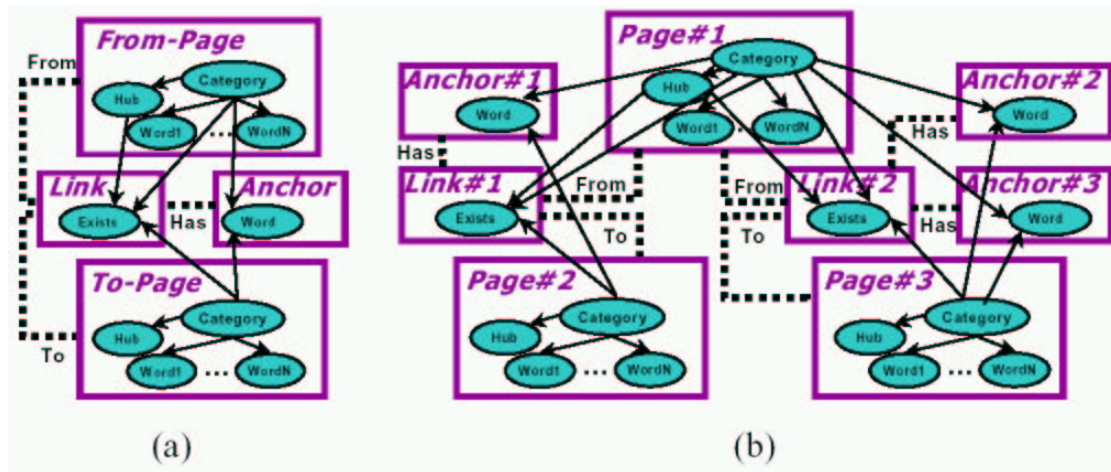 From-Page
From
Category
Hub
Word1 ... WordN
Link
Anchor
Exists
Has
Word
To-Page
Category
Hub
To
Word1 ... WordN
(a)
Page#1
Category
Anchor#1
Hub
Anchor#2
Word
Word
Word1 ... WordN
Has
Has
Link#1
From
From
Link#2
Anchor#3
Exists
Exists
Has
Word
To
To
Page#2
Page#3
Category
Category
Hub
Hub
Word1 ... WordN
Word1 ... WordN
(b)